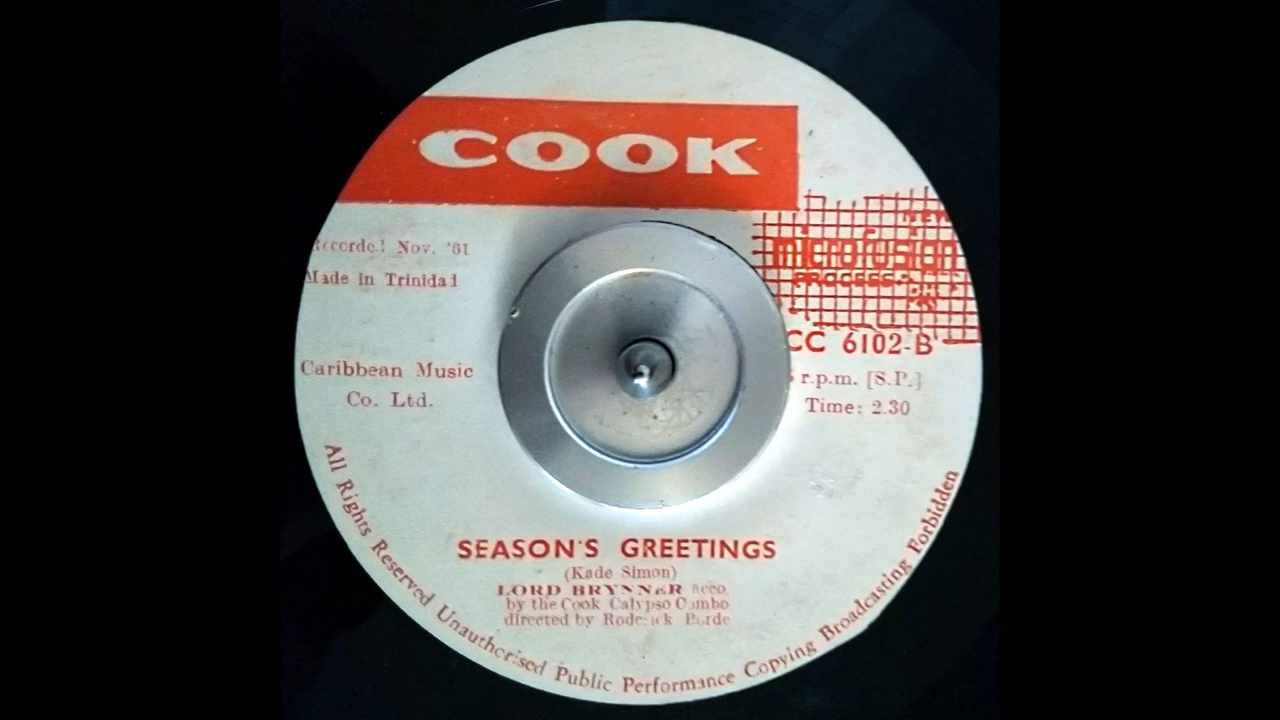 COOK
NEW
microfusion
PROCESS
Recorded Nov. '61
Made in Trinidad
CC 6102-B
Caribbean Music
Co. Ltd.
r.p.m. [S.P.]
Time: 2.30
SEASON'S GREETINGS
(Kade Simon)
LORD BRYNNER acco.
by the Cook Calypso Combo
directed by Roderick Borde
All Rights Reserved Unauthorised Public Performance Copying Broadcasting Forbidden